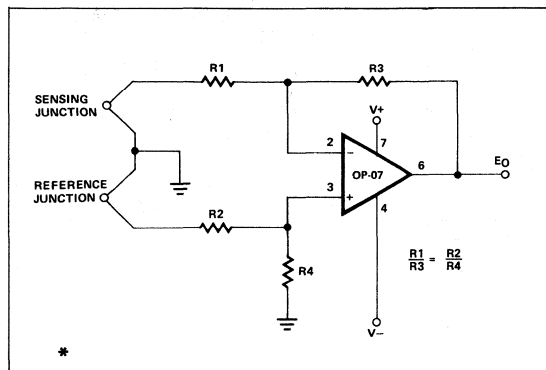 R1
R3
SENSING
JUNCTION
V+
7
2
−
6
EO
OP-07
REFERENCE
JUNCTION
3
+
4
R2
R1/R3 = R2/R4
R4
V−
*